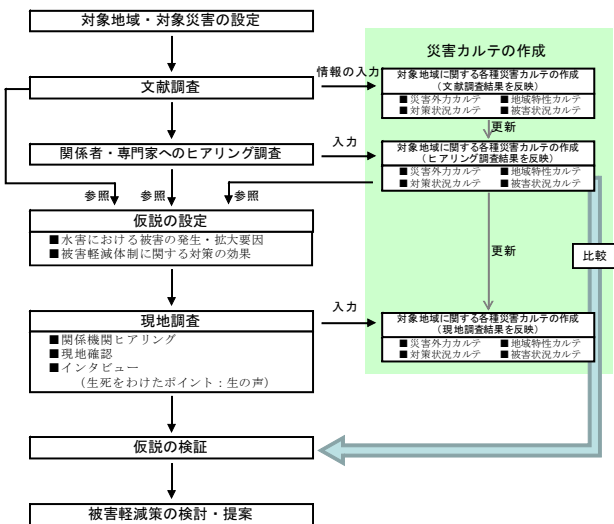 対象地域・対象災害の設定
災害カルテの作成
文献調査
情報の入力
対象地域に関する各種災害カルテの作成
（文献調査結果を反映）
■災害外力カルテ ■地域特性カルテ
■対策状況カルテ ■被害状況カルテ
更新
関係者・専門家へのヒアリング調査
入力
対象地域に関する各種災害カルテの作成
（ヒアリング調査結果を反映）
■災害外力カルテ ■地域特性カルテ
■対策状況カルテ ■被害状況カルテ
参照
参照
参照
仮説の設定
■水害における被害の発生・拡大要因
■被害軽減体制に関する対策の効果
更新
比較
現地調査
■関係機関ヒアリング
■現地確認
■インタビュー
（生死をわけたポイント：生の声）
入力
対象地域に関する各種災害カルテの作成
（現地調査結果を反映）
■災害外力カルテ ■地域特性カルテ
■対策状況カルテ ■被害状況カルテ
仮説の検証
被害軽減策の検討・提案